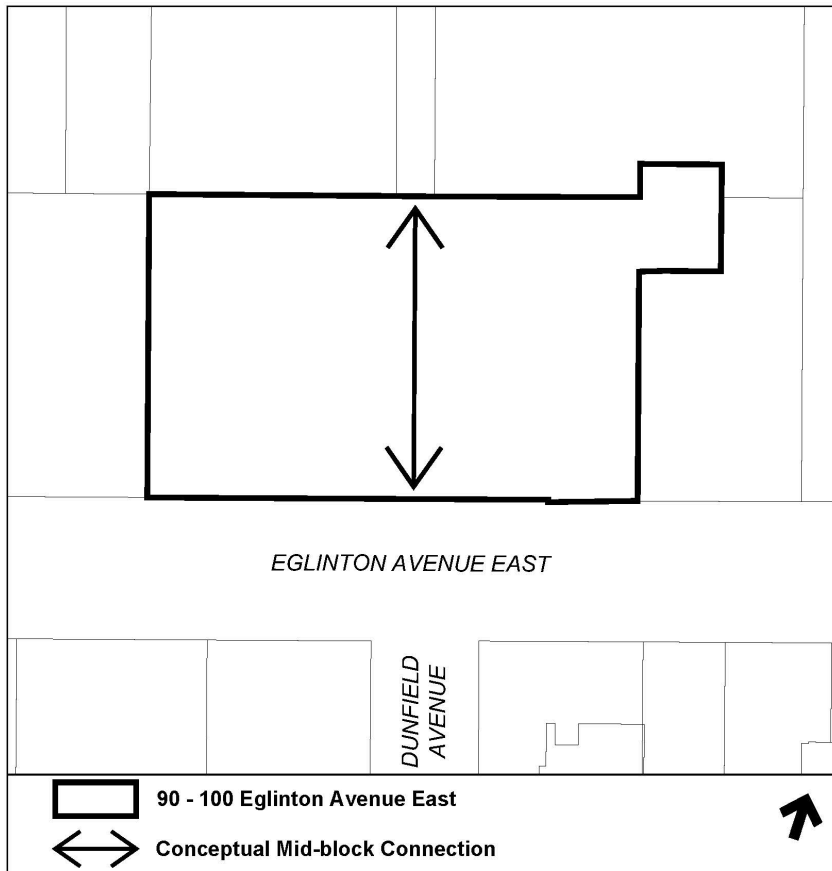 EGLINTON AVENUE EAST
DUNFIELD
AVENUE
90 - 100 Eglinton Avenue East
Conceptual Mid-block Connection